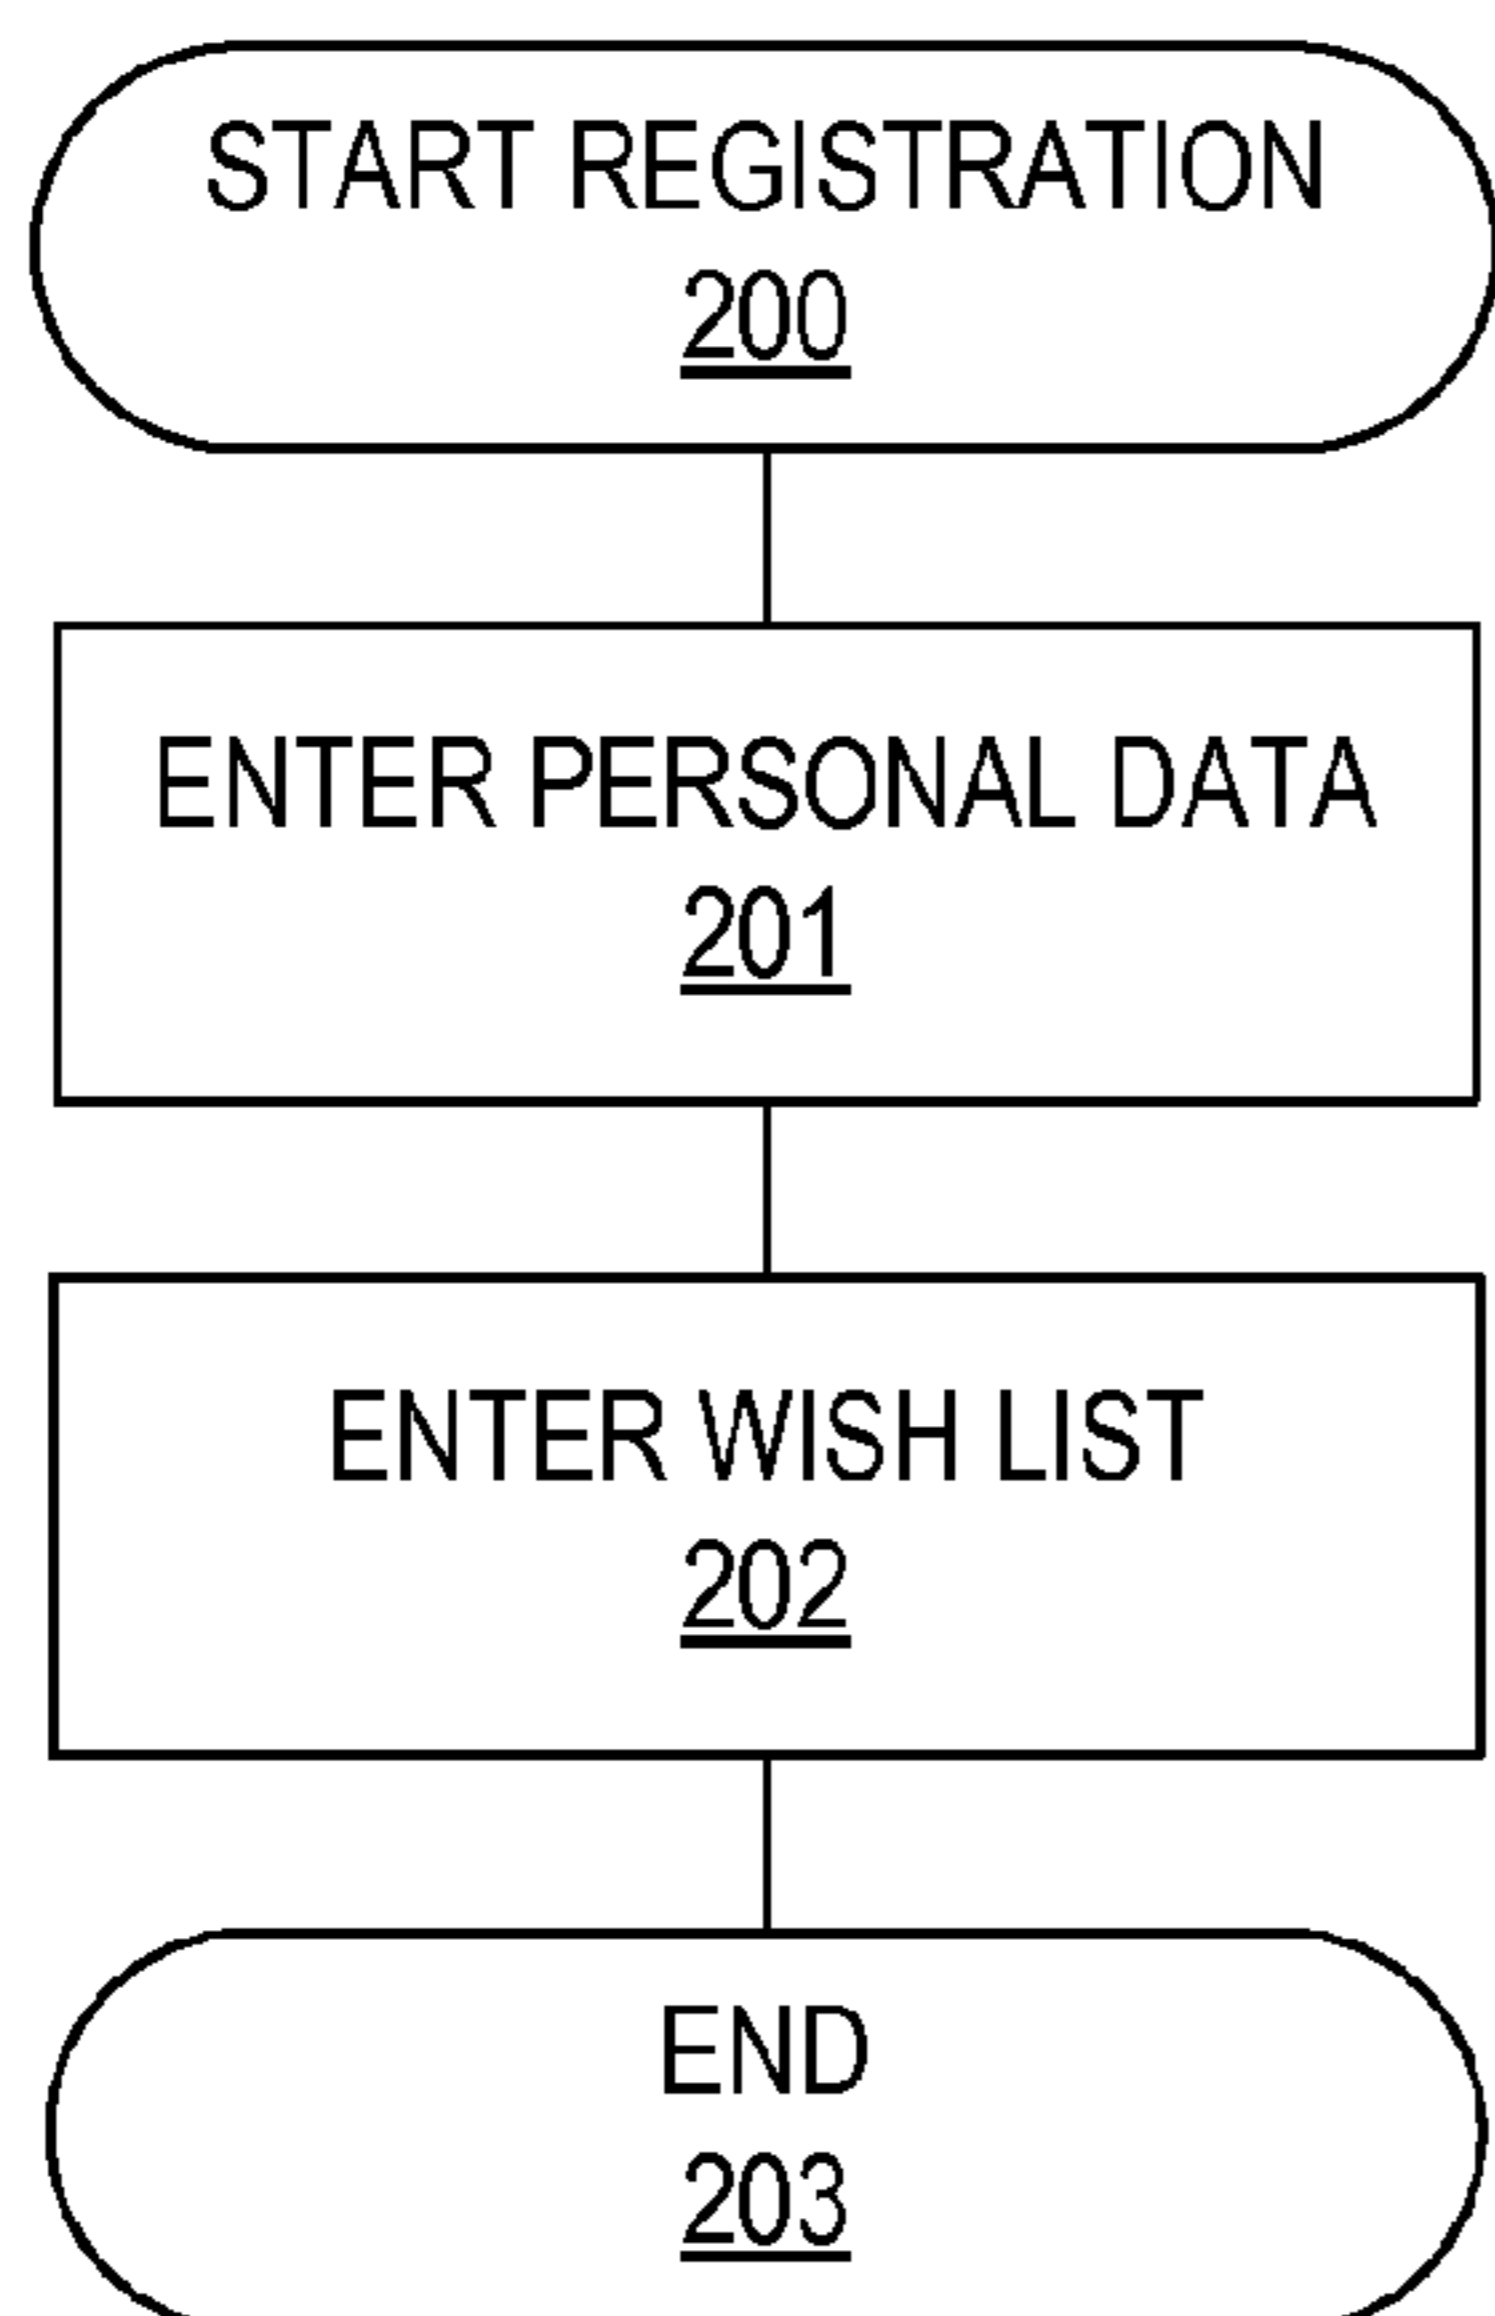 START REGISTRATION
200
ENTER PERSONAL DATA
201
ENTER WISH LIST
202
END
203